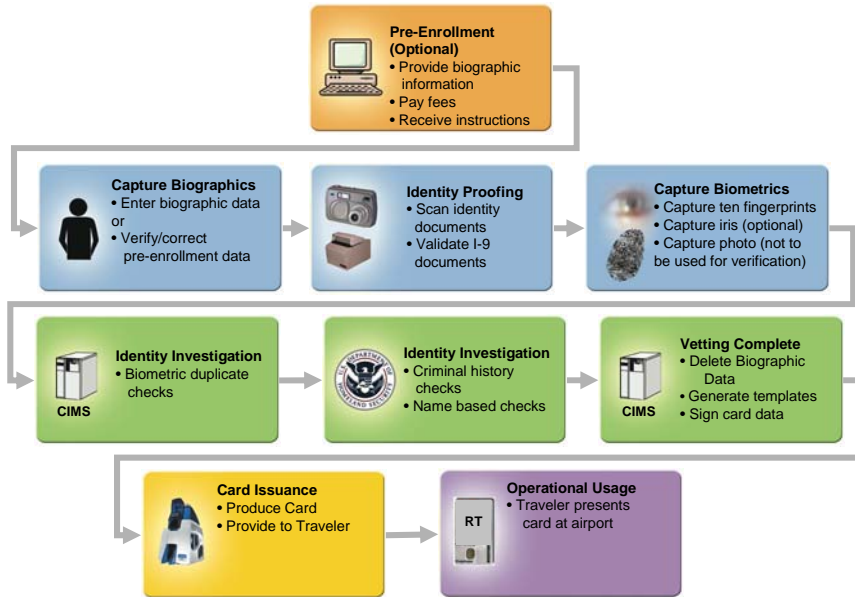 Pre-Enrollment
(Optional)
• Provide biographic
information
• Pay fees
• Receive instructions
Capture Biographics
• Enter biographic data
or
• Verify/correct
pre-enrollment data
Identity Proofing
• Scan identity
documents
• Validate I-9
documents
Capture Biometrics
• Capture ten fingerprints
• Capture iris (optional)
• Capture photo (not to
be used for verification)
CIMS
Identity Investigation
• Biometric duplicate
checks
U.S. DEPARTMENT OF
HOMELAND SECURITY
Identity Investigation
• Criminal history
checks
• Name based checks
CIMS
Vetting Complete
• Delete Biographic
Data
• Generate templates
• Sign card data
Card Issuance
• Produce Card
• Provide to Traveler
RT
Operational Usage
• Traveler presents
card at airport